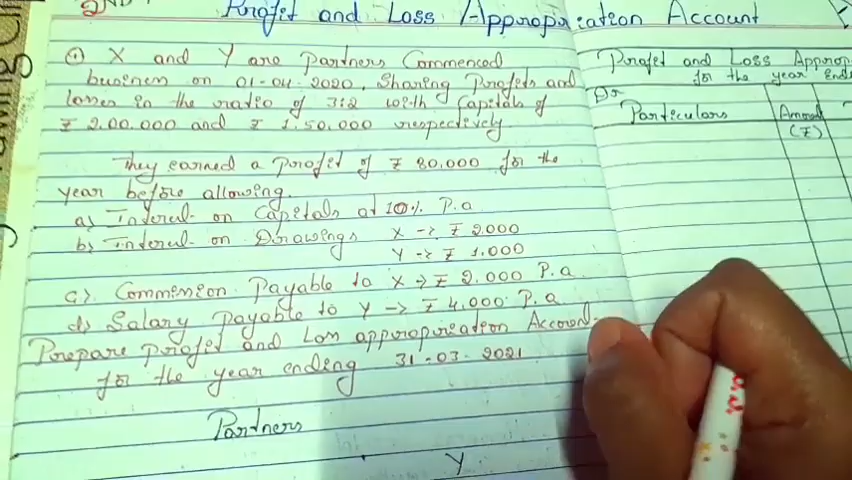 2ND
Profit and Loss /Appropriation Account
① X and Y are Partners Commenced
business on 01-04-2020. Sharing Profits and
losses in the ratio of 3:2 with Capitals of
₹ 2,00,000 and ₹ 1,50,000 respectively
They earned a profit of ₹ 80,000 for the
year before allowing
a) Interest on Capitals at 10% P.a
b) Interest on Drawings X -> ₹ 2,000
Y -> ₹ 1,000
c). Commission Payable to X -> ₹ 2,000 P.a
d) Salary Payable to Y -> ₹ 4,000 P.a
Prepare profit and Loss appropriation Account
for the year ending 31-03-2021
Partners
Y
Profit and Loss Approp
for the year ends
Dr
Particulars
Amount
(₹)